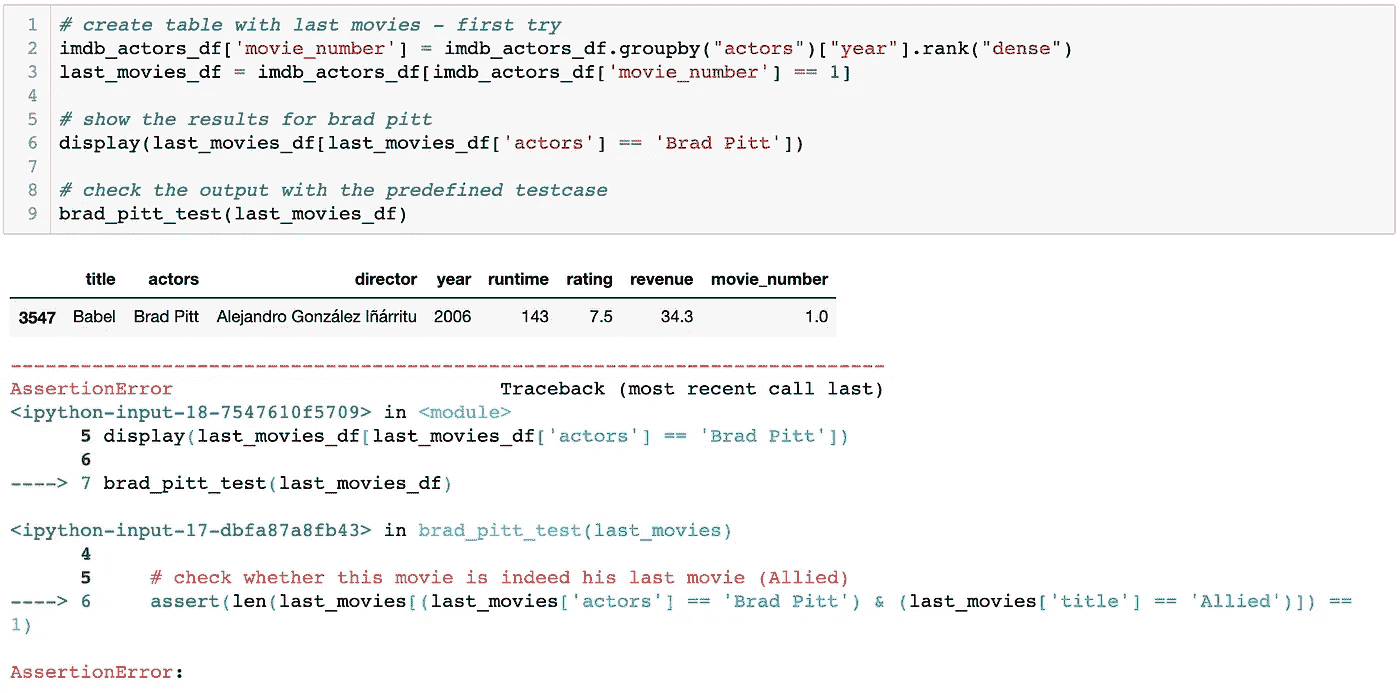 1 # create table with last movies - first try
2 imdb_actors_df['movie_number'] = imdb_actors_df.groupby("actors")["year"].rank("dense")
3 last_movies_df = imdb_actors_df[imdb_actors_df['movie_number'] == 1]
4
5 # show the results for brad pitt
6 display(last_movies_df[last_movies_df['actors'] == 'Brad Pitt'])
7
8 # check the output with the predefined testcase
9 brad_pitt_test(last_movies_df)
title actors director year runtime rating revenue movie_number
3547 Babel Brad Pitt Alejandro González Iñárritu 2006 143 7.5 34.3 1.0
---------------------------------------------------------------------------
AssertionError Traceback (most recent call last)
<ipython-input-18-7547610f5709> in <module>
5 display(last_movies_df[last_movies_df['actors'] == 'Brad Pitt'])
6
----> 7 brad_pitt_test(last_movies_df)
<ipython-input-17-dbfa87a8fb43> in brad_pitt_test(last_movies)
4
5 # check whether this movie is indeed his last movie (Allied)
----> 6 assert(len(last_movies[(last_movies['actors'] == 'Brad Pitt') & (last_movies['title'] == 'Allied')]) ==
1)
AssertionError: